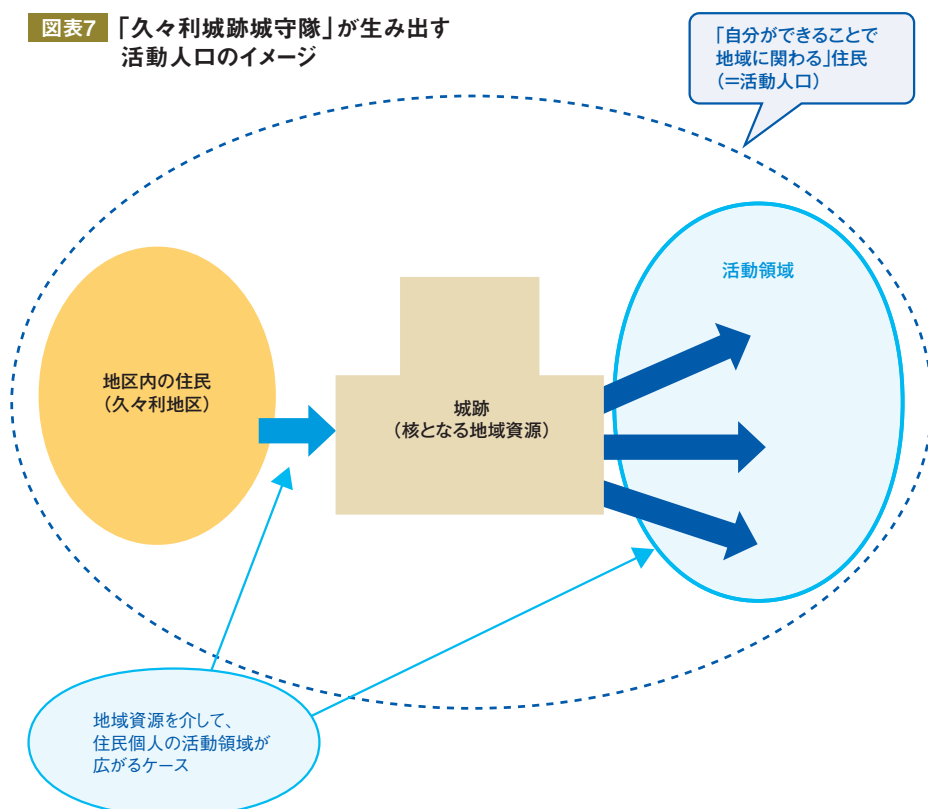 図表7 「久々利城跡城守隊」が生み出す
活動人口のイメージ
「自分ができることで
地域に関わる」住民
（＝活動人口）
活動領域
地区内の住民
（久々利地区）
城跡
（核となる地域資源）
地域資源を介して、
住民個人の活動領域が
広がるケース